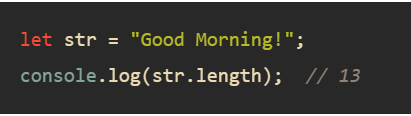 let str = "Good Morning!";
console.log(str.length);  // 13